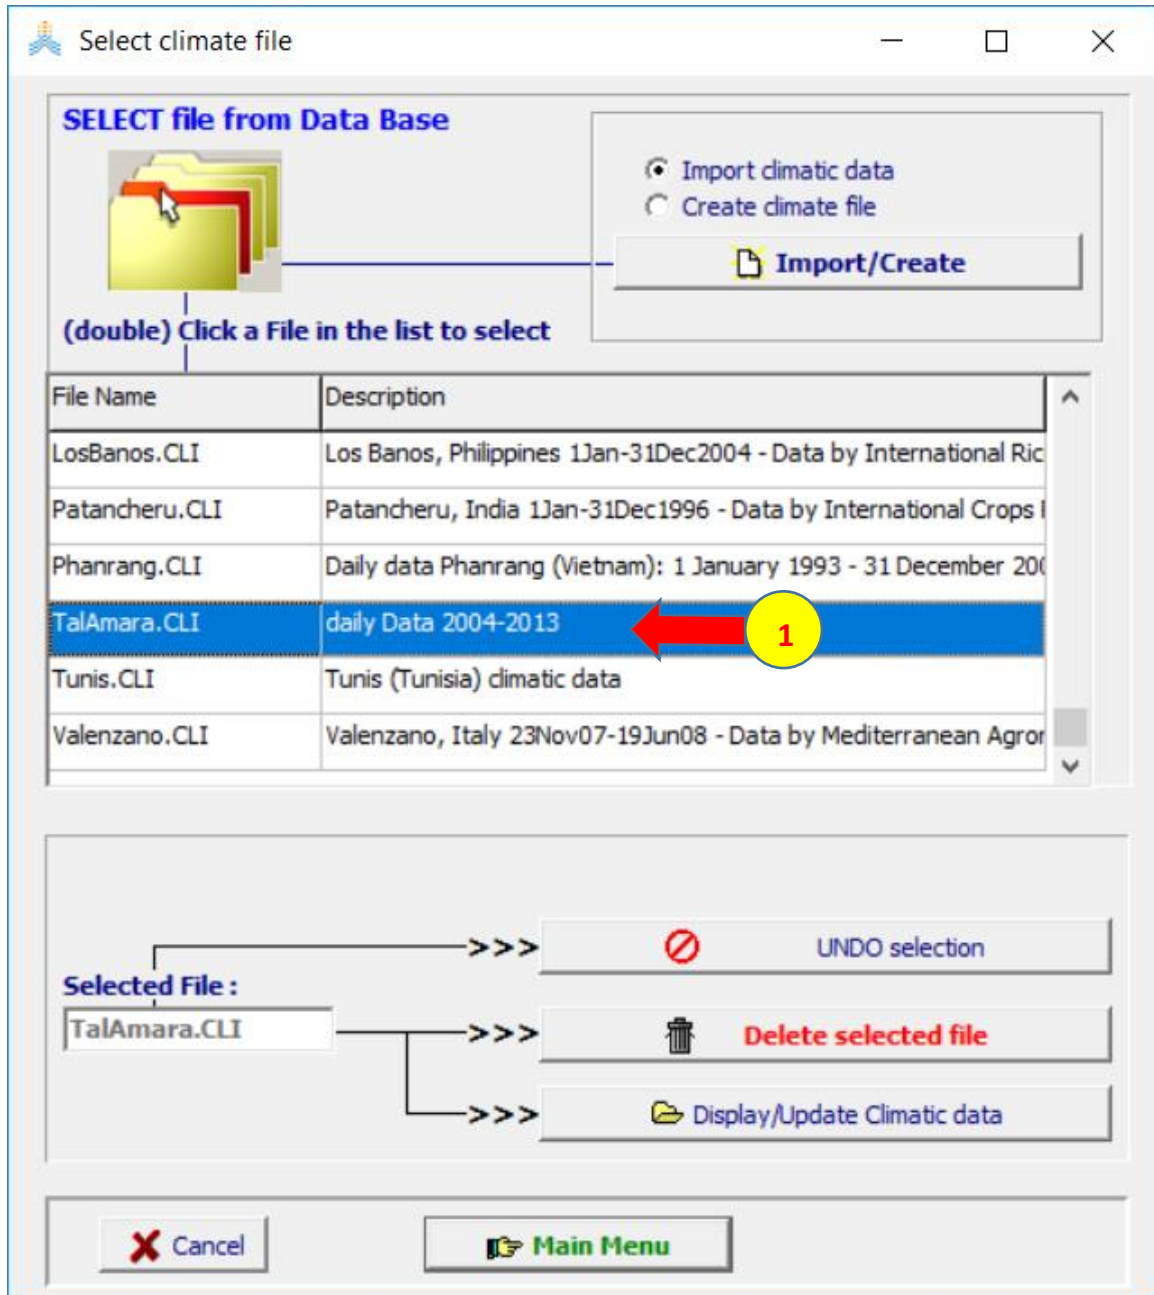 Select climate file
SELECT file from Data Base
Import climatic data
Create climate file
Import/Create
(double) Click a File in the list to select
File Name Description
LosBanos.CLI Los Banos, Philippines 1Jan-31Dec2004 - Data by International Ric
Patancheru.CLI Patancheru, India 1Jan-31Dec1996 - Data by International Crops
Phanrang.CLI Daily data Phanrang (Vietnam): 1 January 1993 - 31 December 200
TalAmara.CLI daily Data 2004-2013 1
Tunis.CLI Tunis (Tunisia) climatic data
Valenzano.CLI Valenzano, Italy 23Nov07-19Jun08 - Data by Mediterranean Agron
>>> UNDO selection
Selected File :
TalAmara.CLI >>> Delete selected file
>>> Display/Update Climatic data
Cancel Main Menu